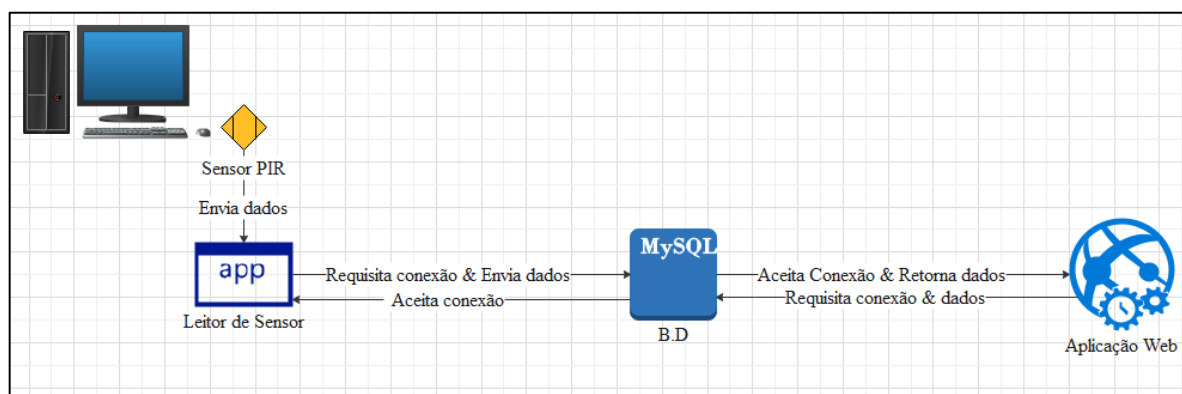 Sensor PIR
Envia dados
app
Leitor de Sensor
Requisita conexão & Envia dados
Aceita conexão
MySQL
B.D
Aceita Conexão & Retorna dados
Requisita conexão & dados
Aplicação Web